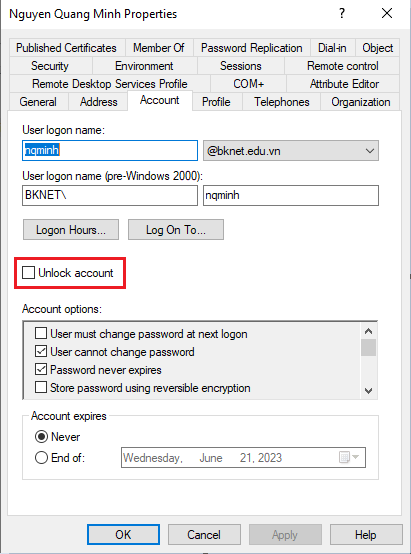 Nguyen Quang Minh Properties
Published Certificates Member Of Password Replication Dial-in Object
Security Environment Sessions Remote control
Remote Desktop Services Profile COM+ Attribute Editor
General Address Account Profile Telephones Organization
User logon name:
nqminh @bknet.edu.vn
User logon name (pre-Windows 2000):
BKNET\ nqminh
Logon Hours... Log On To...
Unlock account
Account options:
User must change password at next logon
User cannot change password
Password never expires
Store password using reversible encryption
Account expires
Never
End of: Wednesday, June 21, 2023
OK Cancel Apply Help